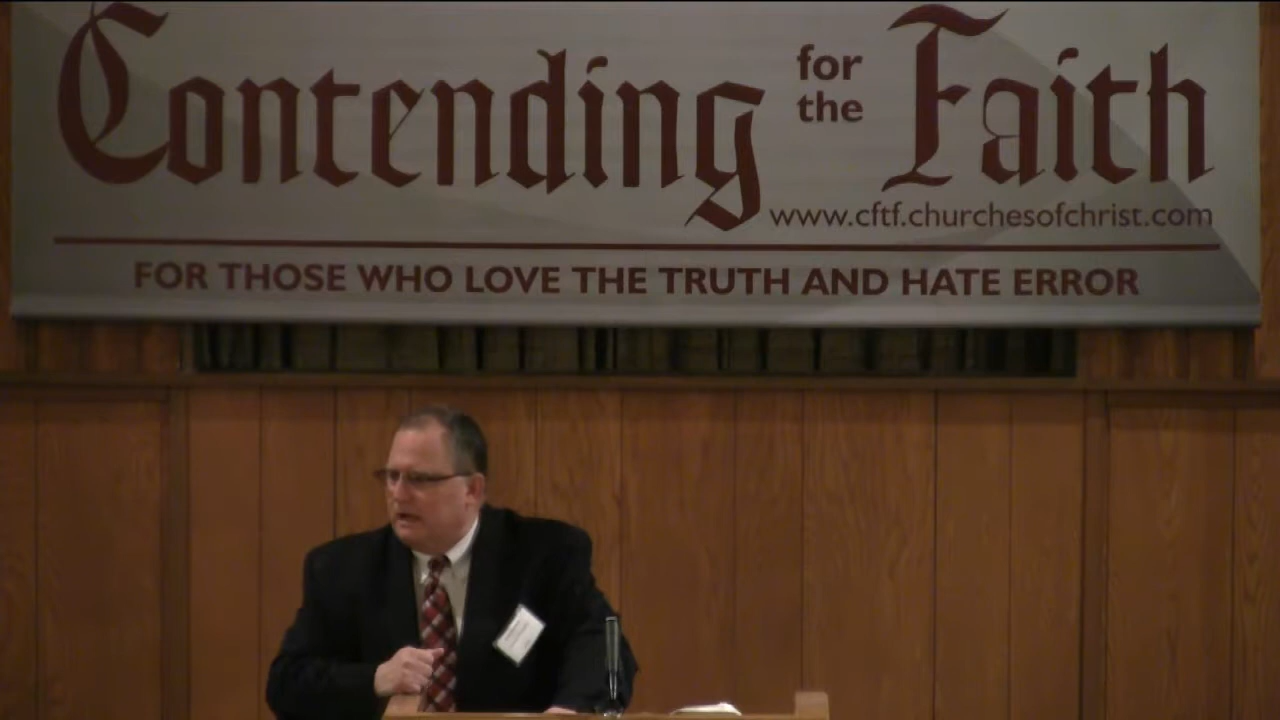 Contending for the Faith
www.cftf.churchesofchrist.com
FOR THOSE WHO LOVE THE TRUTH AND HATE ERROR